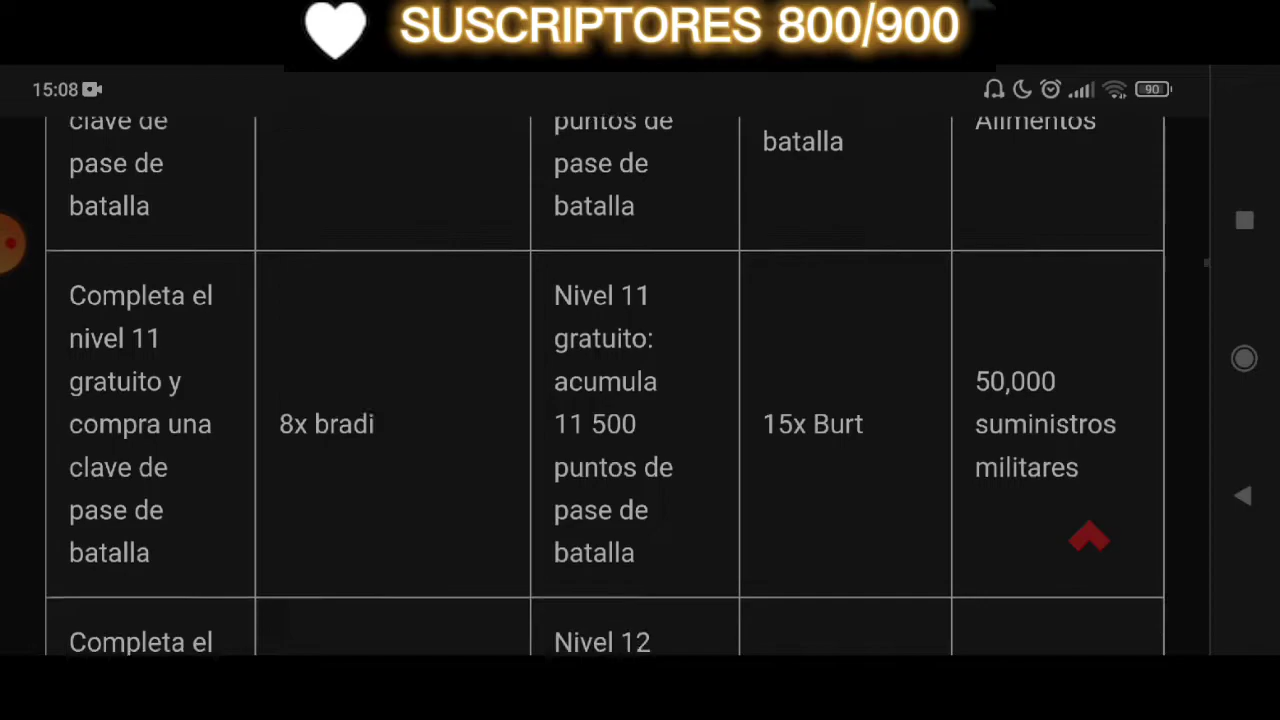 SUSCRIPTORES 800/900
15:08
90
clave de
pase de
batalla
puntos de
pase de
batalla
batalla
Alimentos
Completa el
nivel 11
gratuito y
compra una
clave de
pase de
batalla
8x bradi
Nivel 11
gratuito:
acumula
11 500
puntos de
pase de
batalla
15x Burt
50,000
suministros
militares
Completa el
Nivel 12